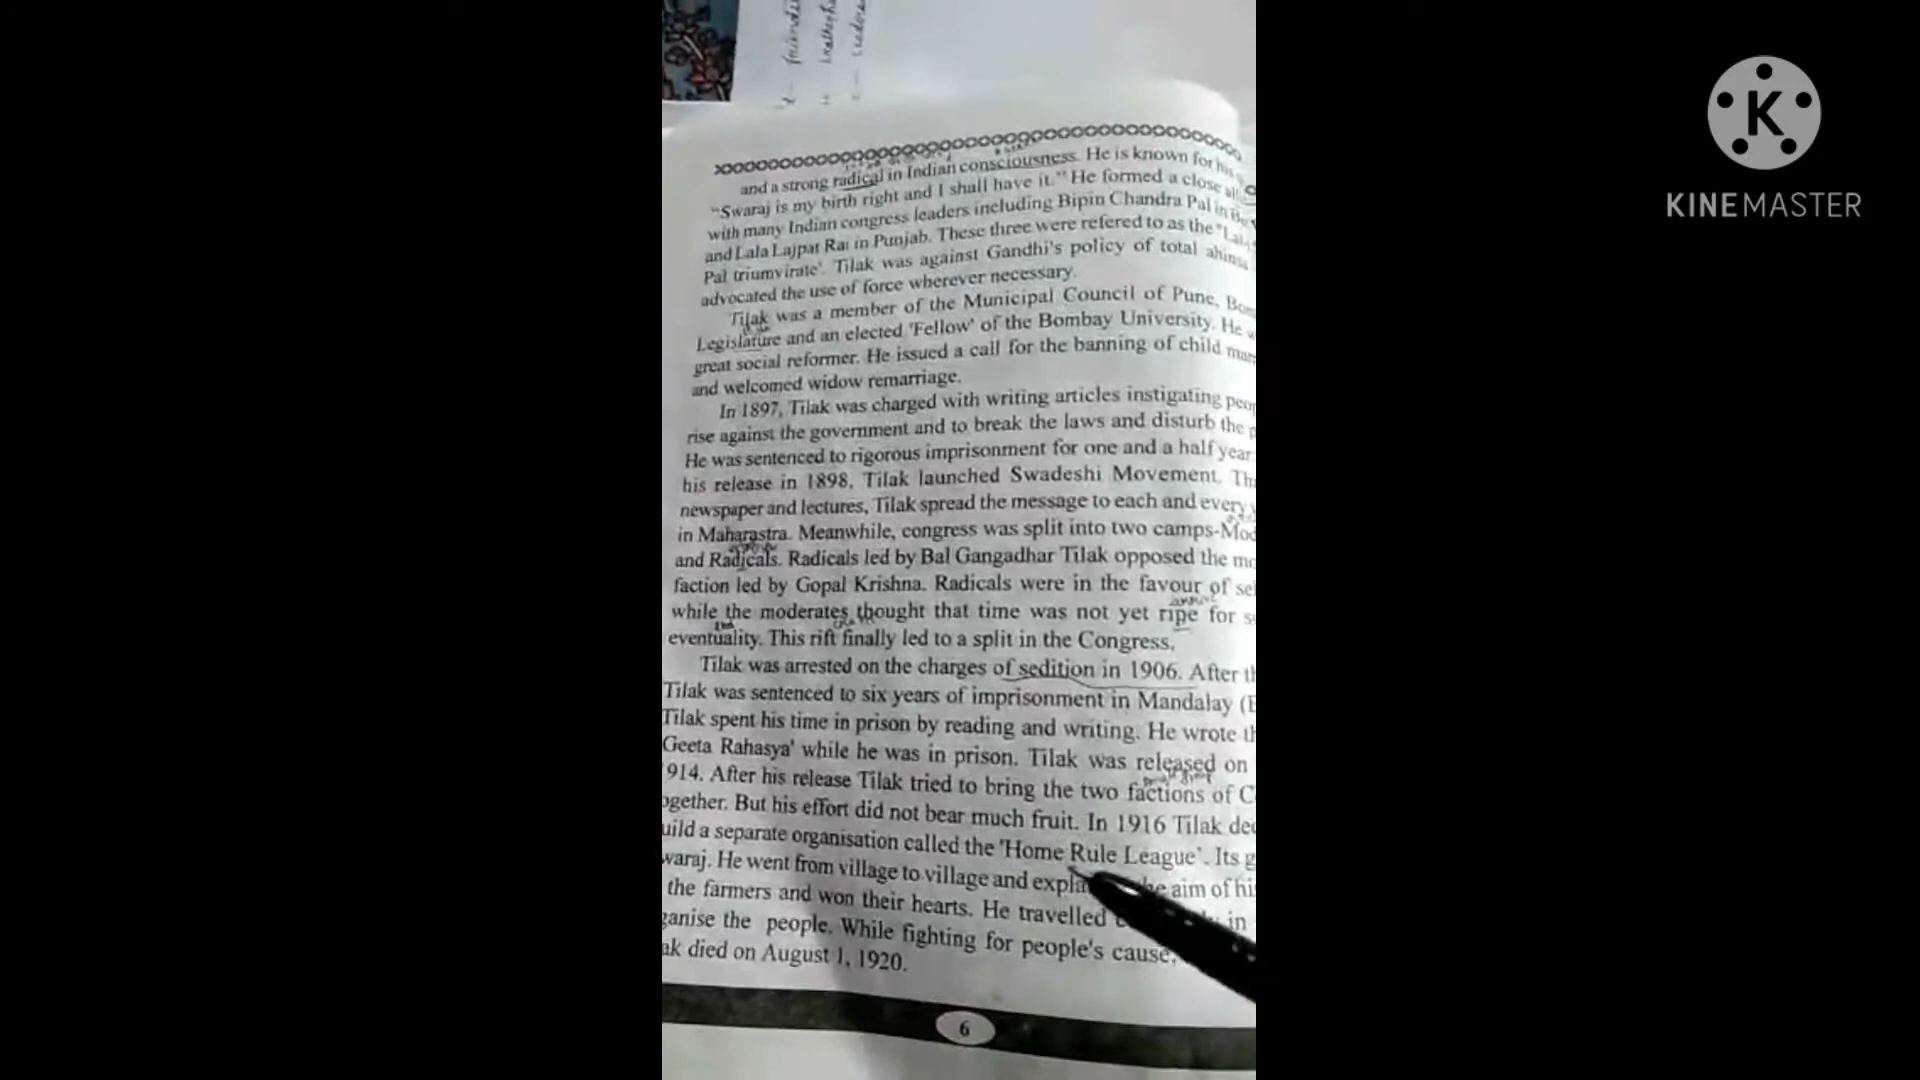 and a strong radical in Indian consciousness. He is known for his
"Swaraj is my birth right and I shall have it." He formed a close
with many Indian congress leaders including Bipin Chandra Pal in
and Lala Lajpat Rai in Punjab. These three were refered to as the
Pal triumvirate'. Tilak was against Gandhi's policy of total ahinsa
advocated the use of force wherever necessary.
Tilak was a member of the Municipal Council of Pune,
Legislature and an elected 'Fellow' of the Bombay University. He
great social reformer. He issued a call for the banning of child
and welcomed widow remarriage.
In 1897, Tilak was charged with writing articles instigating
rise against the government and to break the laws and disturb the
He was sentenced to rigorous imprisonment for one and a half year
his release in 1898, Tilak launched Swadeshi Movement.
newspaper and lectures, Tilak spread the message to each and every
in Maharastra. Meanwhile, congress was split into two camps-
and Radicals. Radicals led by Bal Gangadhar Tilak opposed the
faction led by Gopal Krishna. Radicals were in the favour of
while the moderates thought that time was not yet ripe for
eventuality. This rift finally led to a split in the Congress.
Tilak was arrested on the charges of sedition in 1906. After
Tilak was sentenced to six years of imprisonment in Mandalay
Tilak spent his time in prison by reading and writing. He wrote
Geeta Rahasya' while he was in prison. Tilak was released on
914. After his release Tilak tried to bring the two factions of
ogether. But his effort did not bear much fruit. In 1916 Tilak
uild a separate organisation called the 'Home Rule League'. Its
waraj. He went from village to village and aim of
the farmers and won their hearts. He travelled in
ganise the people. While fighting for people's cause,
ak died on August 1, 1920.
6
KINEMASTER